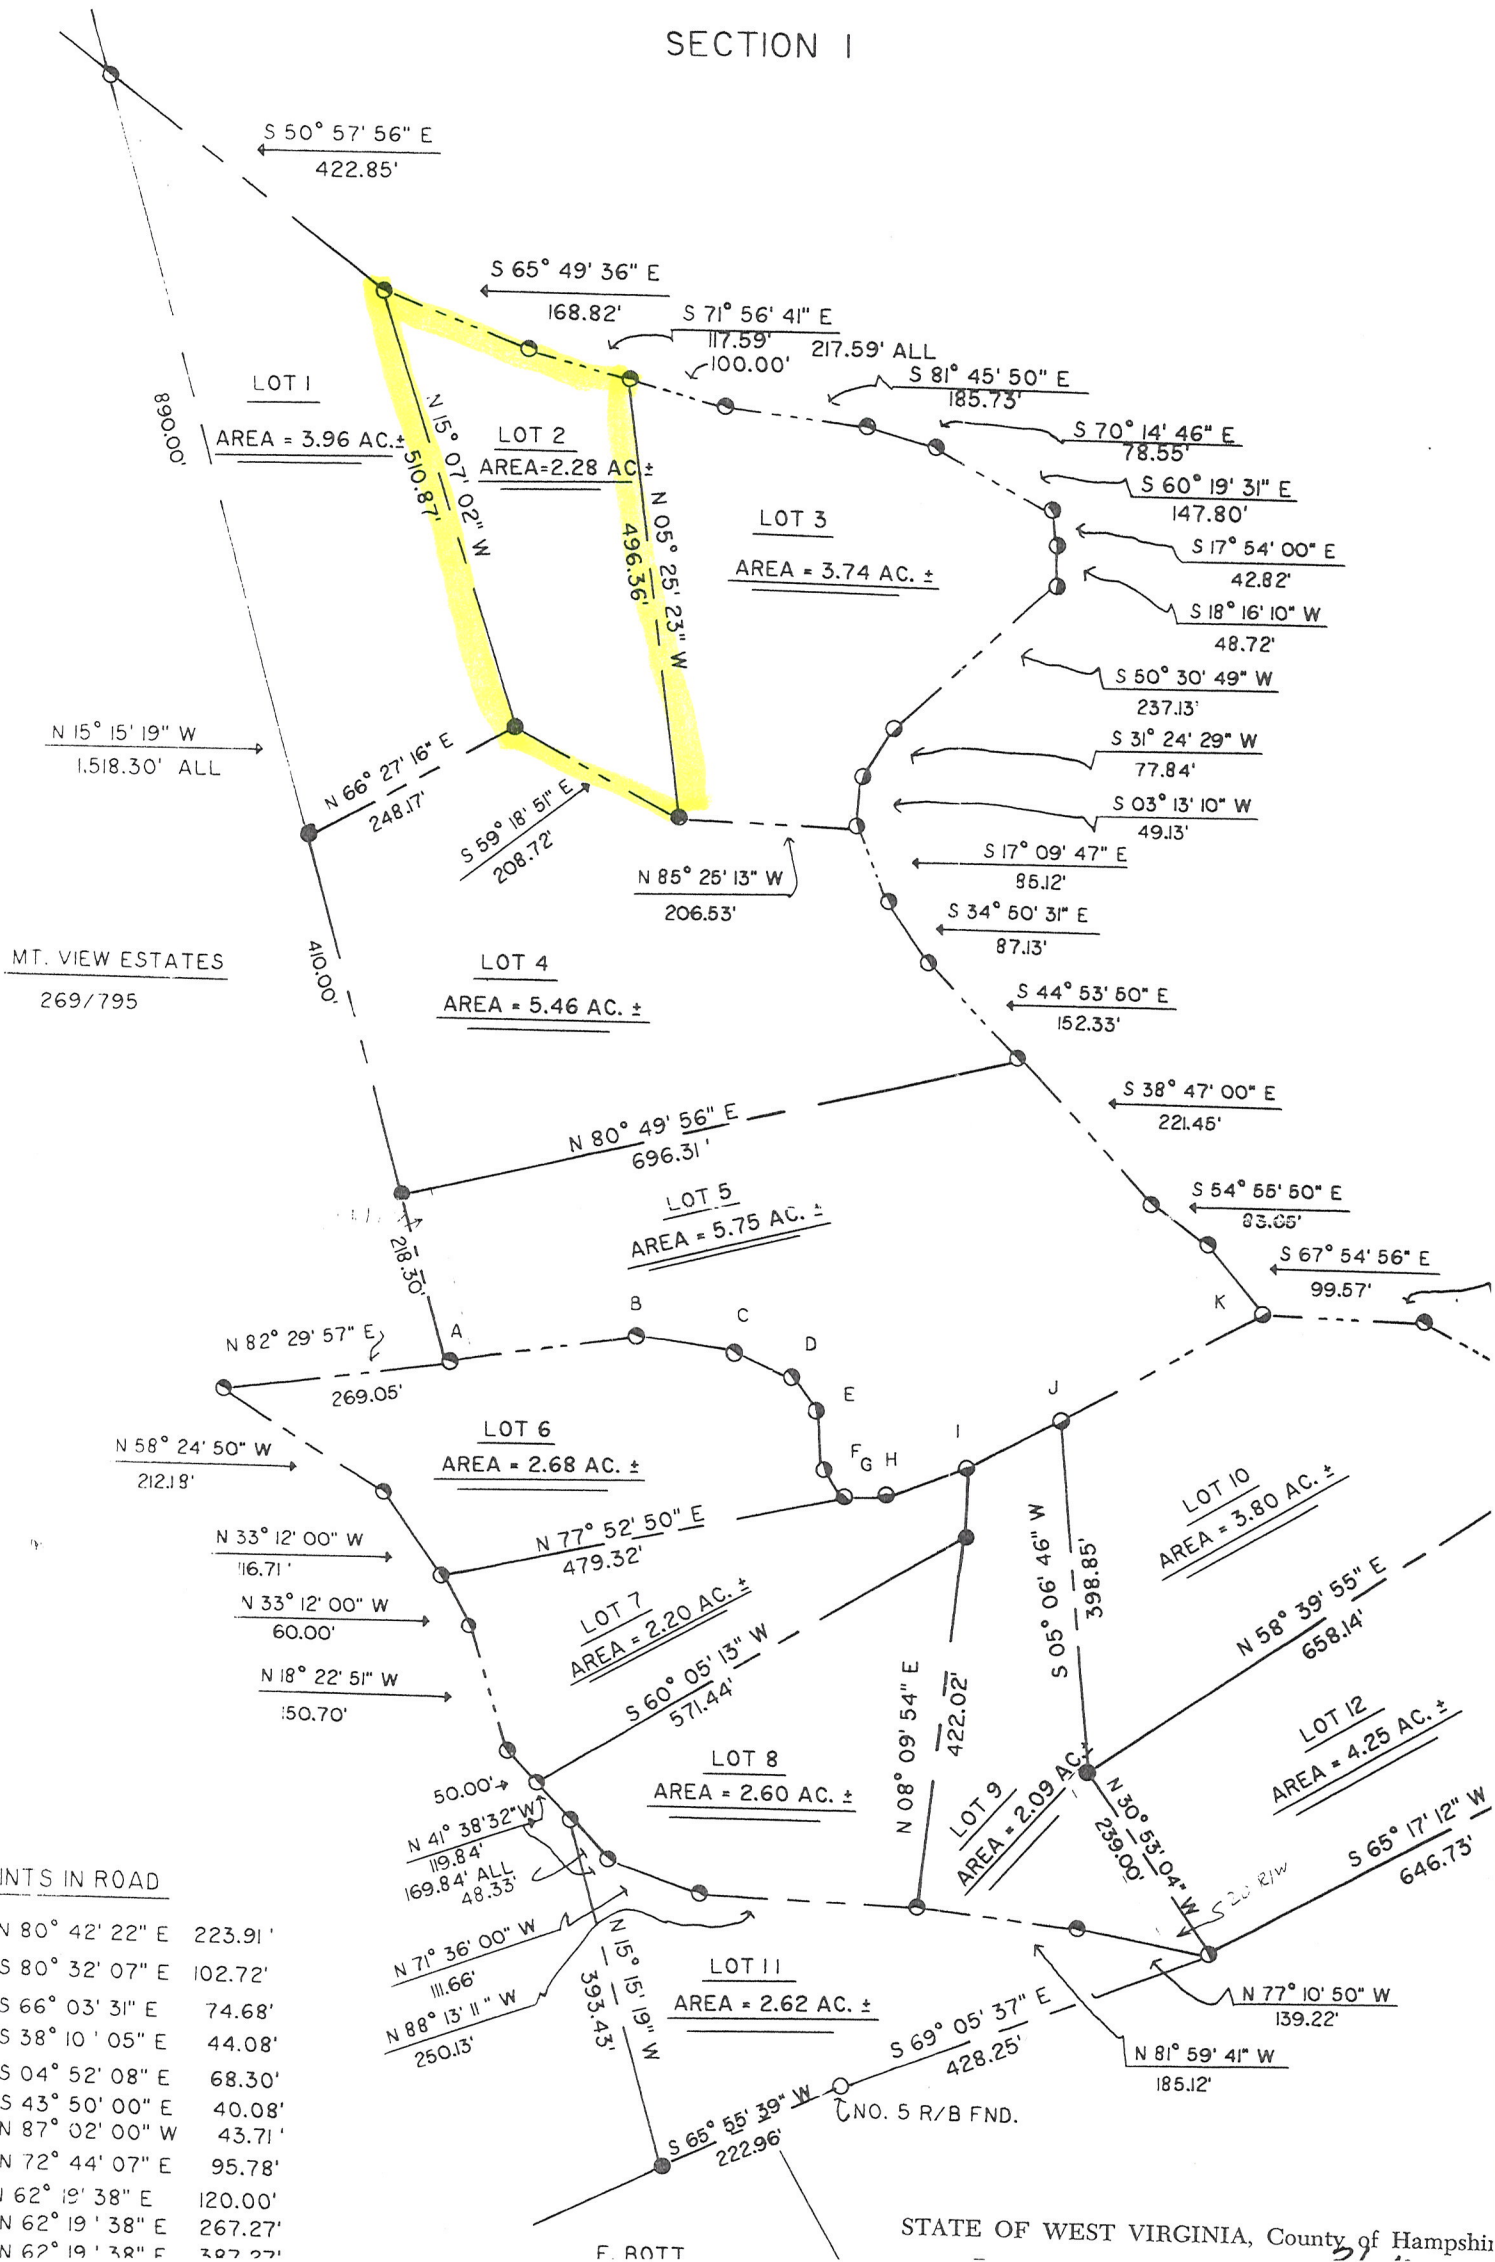 SECTION 1
S 50° 57' 56" E
422.85'
S 65° 49' 36" E
168.82'
S 71° 56' 41" E
117.59'
217.59' ALL
100.00'
S 81° 45' 50" E
185.73'
LOT 1
AREA = 3.96 AC.±
890.00'
N 15° 07' 02" W
510.87'
LOT 2
AREA=2.28 AC ±
S 70° 14' 46" E
78.55'
S 60° 19' 31" E
147.80'
N 05° 25' 23" W
496.36'
LOT 3
AREA = 3.74 AC. ±
S 17° 54' 00" E
42.82'
S 18° 16' 10" W
48.72'
S 50° 30' 49" W
237.13'
N 15° 15' 19" W
1,518.30' ALL
N 66° 27' 16" E
248.17'
S 59° 18' 51" E
208.72'
S 31° 24' 29" W
77.84'
S 03° 13' 10" W
49.13'
N 85° 25' 13" W
206.53'
S 17° 09' 47" E
85.12'
S 34° 50' 31" E
87.13'
MT. VIEW ESTATES
269/795
410.00'
LOT 4
AREA = 5.46 AC. ±
S 44° 53' 50" E
152.33'
S 38° 47' 00" E
221.45'
N 80° 49' 56" E
696.31'
LOT 5
AREA = 5.75 AC. ±
S 54° 55' 50" E
218.30'
S 67° 54' 56" E
99.57'
N 82° 29' 57" E
269.05'
A
B
C
D
E
F
G
H
I
J
K
N 58° 24' 50" W
212.18'
LOT 6
AREA = 2.68 AC. ±
N 33° 12' 00" W
116.71'
N 77° 52' 50" E
479.32'
N 33° 12' 00" W
60.00'
N 18° 22' 51" W
150.70'
LOT 7
AREA = 2.20 AC. ±
S 60° 05' 13" W
571.44'
S 05° 06' 46" W
398.85'
LOT 10
AREA = 3.80 AC. ±
N 58° 39' 55" E
658.14'
N 08° 09' 54" E
422.02'
LOT 8
AREA = 2.60 AC. ±
LOT 9
AREA = 2.09 AC. ±
LOT 12
AREA = 4.25 AC. ±
N 30° 53' 04" W
239.00'
S 65° 17' 12" W
646.73'
50.00'
N 41° 38' 32" W
119.84'
169.84' ALL
48.33'
N 71° 36' 00" W
111.66'
N 88° 13' 11" W
250.13'
N 15° 15' 19" W
393.43'
LOT 11
AREA = 2.62 AC. ±
S 69° 05' 37" E
428.25'
N 77° 10' 50" W
139.22'
N 81° 59' 41" W
185.12'
S 65° 55' 39" W
222.96'
NO. 5 R/B FND.
INTS IN ROAD
N 80° 42' 22" E 223.91'
S 80° 32' 07" E 102.72'
S 66° 03' 31" E 74.68'
S 38° 10' 05" E 44.08'
S 04° 52' 08" E 68.30'
S 43° 50' 00" E 40.08'
N 87° 02' 00" W 43.71'
N 72° 44' 07" E 95.78'
N 62° 19' 38" E 120.00'
N 62° 19' 38" E 267.27'
N 62° 19' 38" E 387.27'
F. BOTT
STATE OF WEST VIRGINIA, County of Hampshir